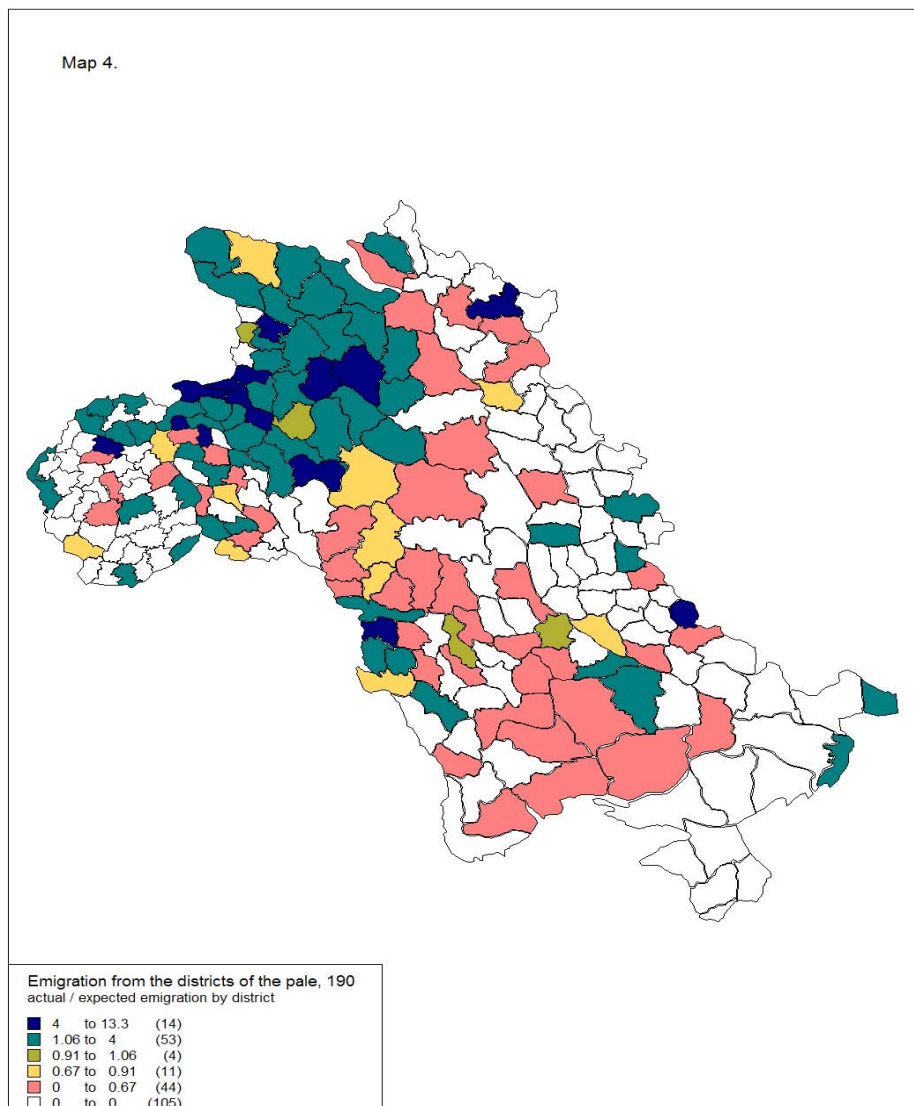 Map 4.
Emigration from the districts of the pale, 190
actual / expected emigration by district
4 to 13.3 (14)
1.06 to 4 (53)
0.91 to 1.06 (4)
0.67 to 0.91 (11)
0 to 0.67 (44)
0 to 0 (105)